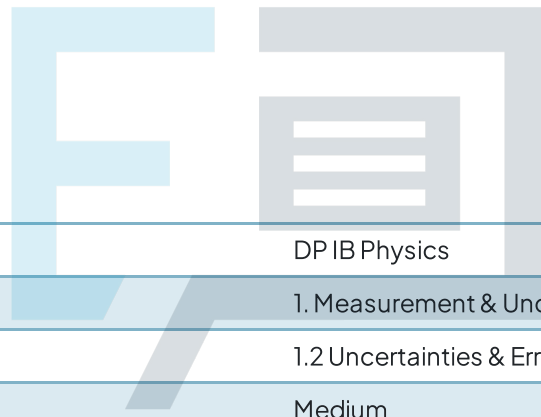 DP IB Physics
1. Measurement & Unc
1.2 Uncertainties & Err
Medium